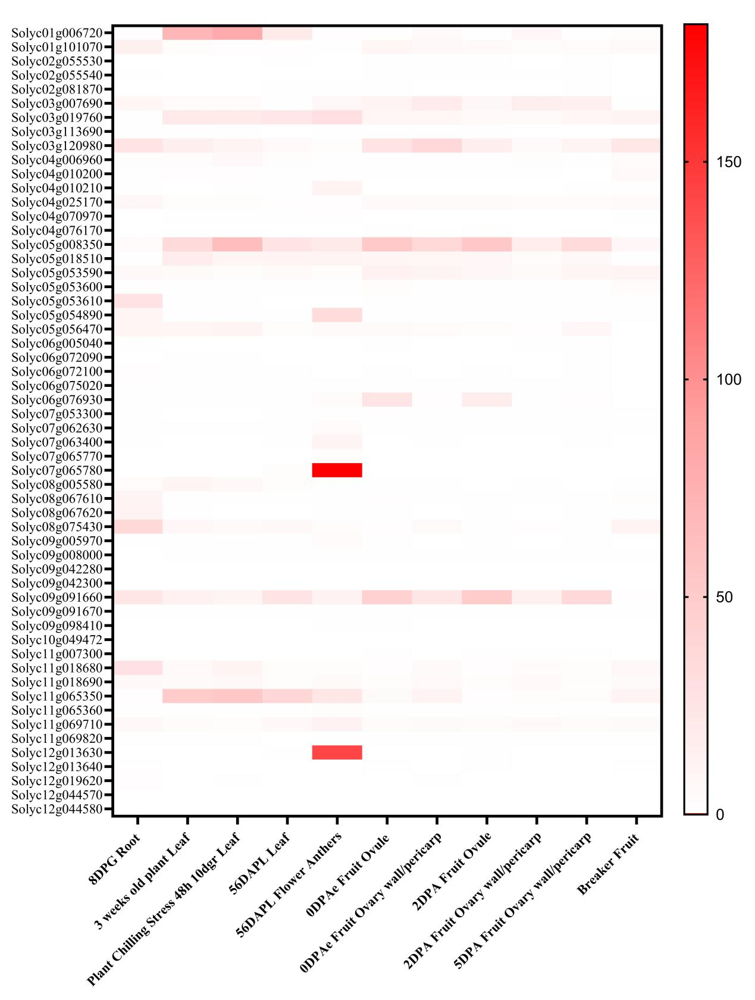 Solyc01g006720
Solyc01g101070
Solyc02g055530
Solyc02g055540
Solyc02g081870
Solyc03g007690
Solyc03g019760
Solyc03g113690
Solyc03g120980
Solyc04g006960
Solyc04g010200
Solyc04g010210
Solyc04g025170
Solyc04g070970
Solyc04g076170
Solyc05g008350
Solyc05g018510
Solyc05g053590
Solyc05g053600
Solyc05g053610
Solyc05g054890
Solyc05g056470
Solyc06g005040
Solyc06g072090
Solyc06g072100
Solyc06g075020
Solyc06g076930
Solyc07g053300
Solyc07g062630
Solyc07g063400
Solyc07g065770
Solyc07g065780
Solyc08g005580
Solyc08g067610
Solyc08g067620
Solyc08g075430
Solyc09g005970
Solyc09g008000
Solyc09g042280
Solyc09g042300
Solyc09g091660
Solyc09g091670
Solyc09g098410
Solyc10g049472
Solyc11g007300
Solyc11g018680
Solyc11g018690
Solyc11g065350
Solyc11g065360
Solyc11g069710
Solyc11g069820
Solyc12g013630
Solyc12g013640
Solyc12g019620
Solyc12g044570
Solyc12g044580
8DPG Root
3 weeks old plant Leaf
Plant Chilling Stress 48h 10dgr Leaf
56DAPL Leaf
56DAPL Flower Anthers
0DPAe Fruit Ovule
0DPAe Fruit Ovary wall/pericarp
2DPA Fruit Ovule
2DPA Fruit Ovary wall/pericarp
5DPA Fruit Ovary wall/pericarp
Breaker Fruit
150
100
50
0